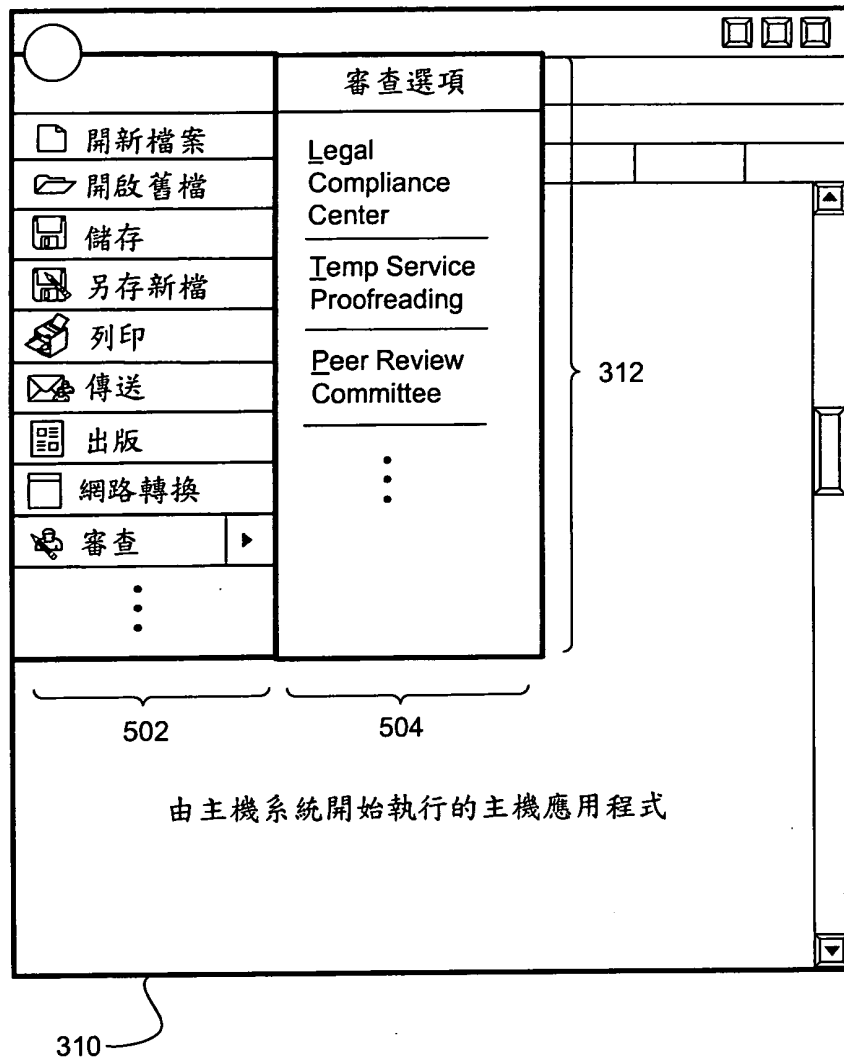 開新檔案
開啟舊檔
儲存
另存新檔
列印
傳送
出版
網路轉換
審查
審查選項
Legal
Compliance
Center
Temp Service
Proofreading
Peer Review
Committee
312
502
504
由主機系統開始執行的主機應用程式
310